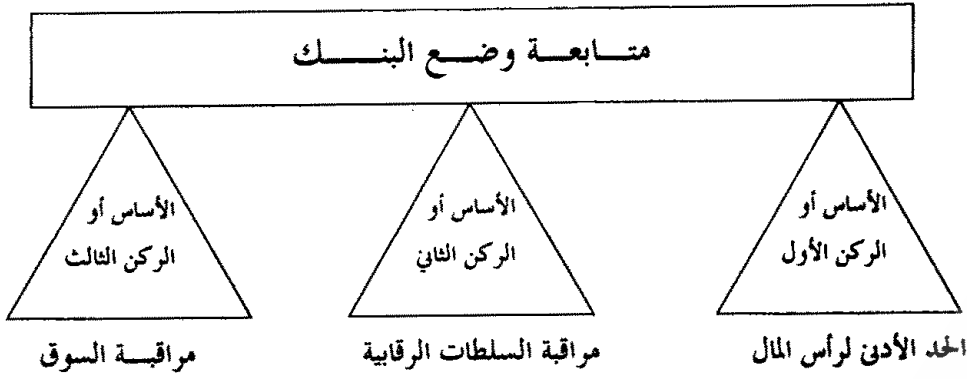 متابعة وضع البنك
الأساس أو
الركن الأول
الأساس أو
الركن الثاني
الأساس أو
الركن الثالث
الحد الأدنى لرأس المال
مراقبة السلطات الرقابية
مراقبة السوق